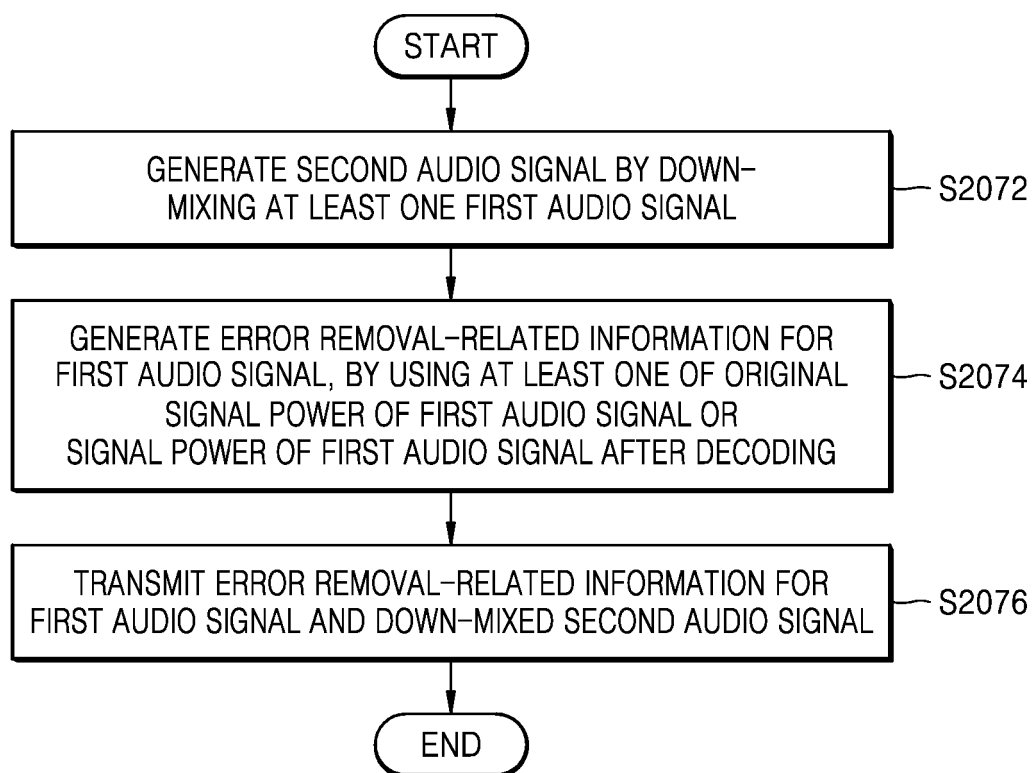 START
GENERATE SECOND AUDIO SIGNAL BY DOWN-
MIXING AT LEAST ONE FIRST AUDIO SIGNAL
S2072
GENERATE ERROR REMOVAL-RELATED INFORMATION FOR
FIRST AUDIO SIGNAL, BY USING AT LEAST ONE OF ORIGINAL
SIGNAL POWER OF FIRST AUDIO SIGNAL OR
SIGNAL POWER OF FIRST AUDIO SIGNAL AFTER DECODING
S2074
TRANSMIT ERROR REMOVAL-RELATED INFORMATION FOR
FIRST AUDIO SIGNAL AND DOWN-MIXED SECOND AUDIO SIGNAL
S2076
END